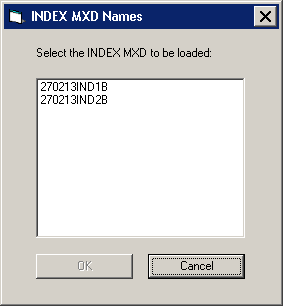 INDEX MXD Names
Select the INDEX MXD to be loaded:
270213IND1B
270213IND2B
OK
Cancel